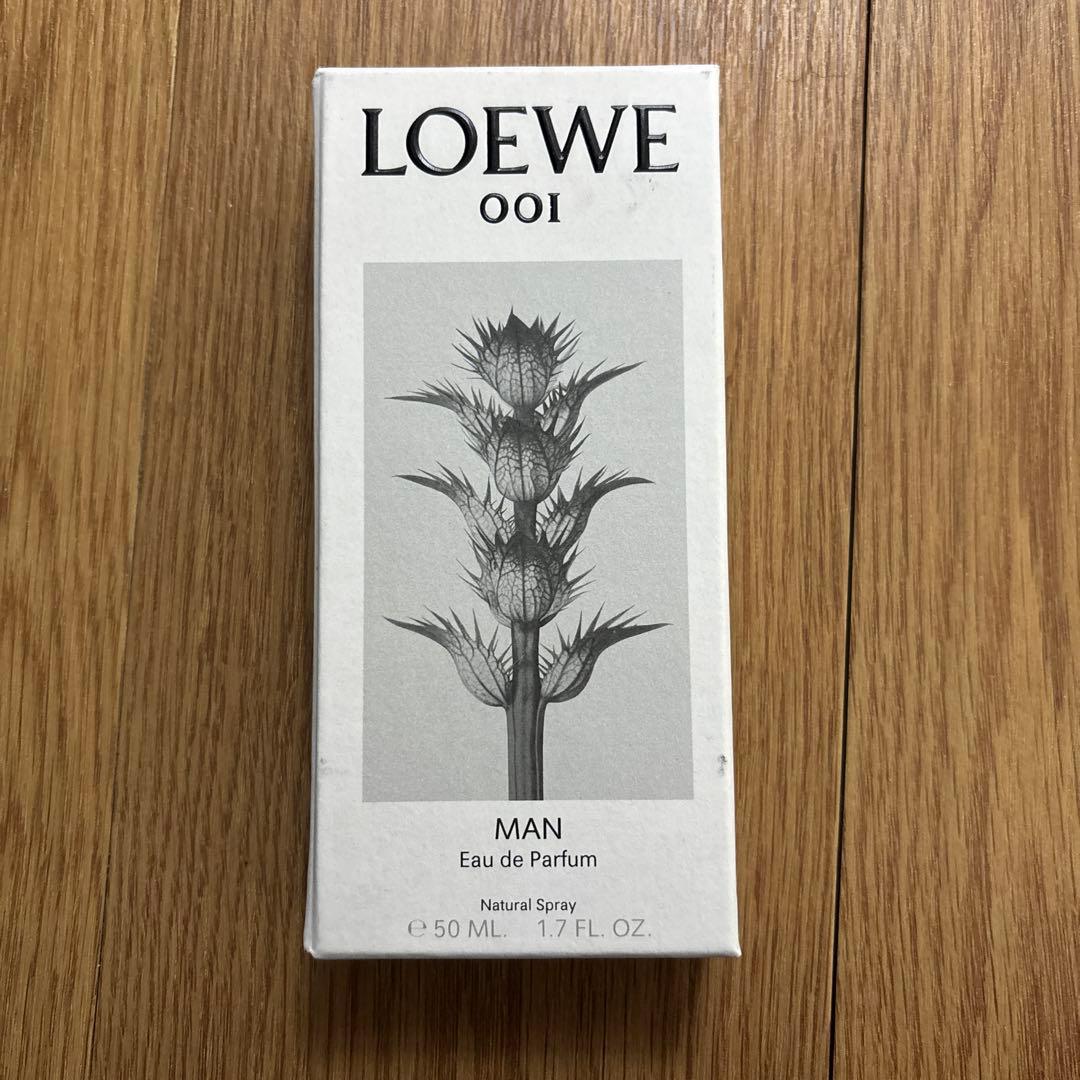 LOEWE
001
MAN
Eau de Parfum
Natural Spray
℮ 50 ML. 1.7 FL. OZ.